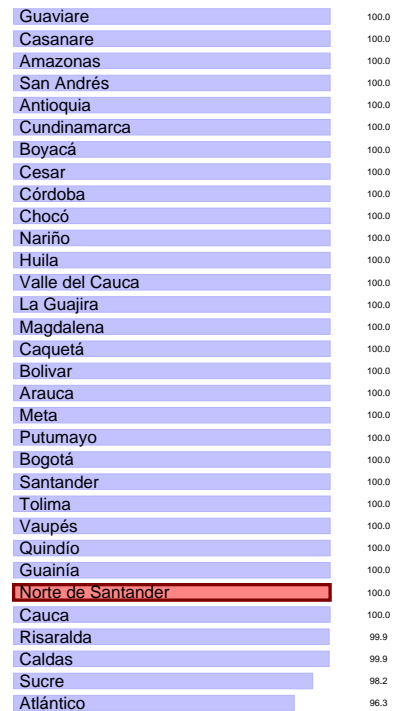 Guaviare 100.0
Casanare 100.0
Amazonas 100.0
San Andrés 100.0
Antioquia 100.0
Cundinamarca 100.0
Boyacá 100.0
Cesar 100.0
Córdoba 100.0
Chocó 100.0
Nariño 100.0
Huila 100.0
Valle del Cauca 100.0
La Guajira 100.0
Magdalena 100.0
Caquetá 100.0
Bolivar 100.0
Arauca 100.0
Meta 100.0
Putumayo 100.0
Bogotá 100.0
Santander 100.0
Tolima 100.0
Vaupés 100.0
Quindío 100.0
Guainía 100.0
Norte de Santander 100.0
Cauca 100.0
Risaralda 99.9
Caldas 99.9
Sucre 98.2
Atlántico 96.3